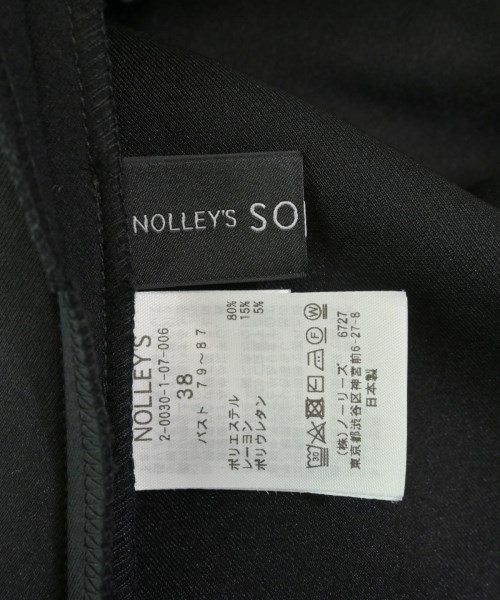 NOLLEY'S SO
NOLLEY'S
2-0030-1-07-006
38
バスト 79～87
ポリエステル 80%
レーヨン 15%
ポリウレタン 5%
30 F W
(株)ノーリーズ 6727
東京都渋谷区神宮前6-27-8
日本製